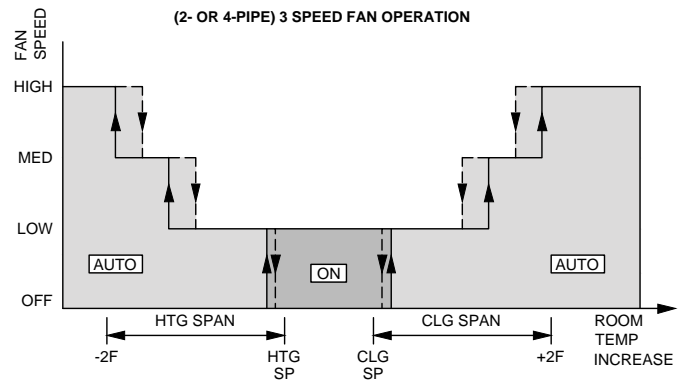 (2- OR 4-PIPE) 3 SPEED FAN OPERATION
FAN
SPEED
HIGH
MED
LOW
OFF
AUTO
ON
AUTO
HTG SPAN
CLG SPAN
ROOM
TEMP
INCREASE
-2F
HTG
SP
CLG
SP
+2F